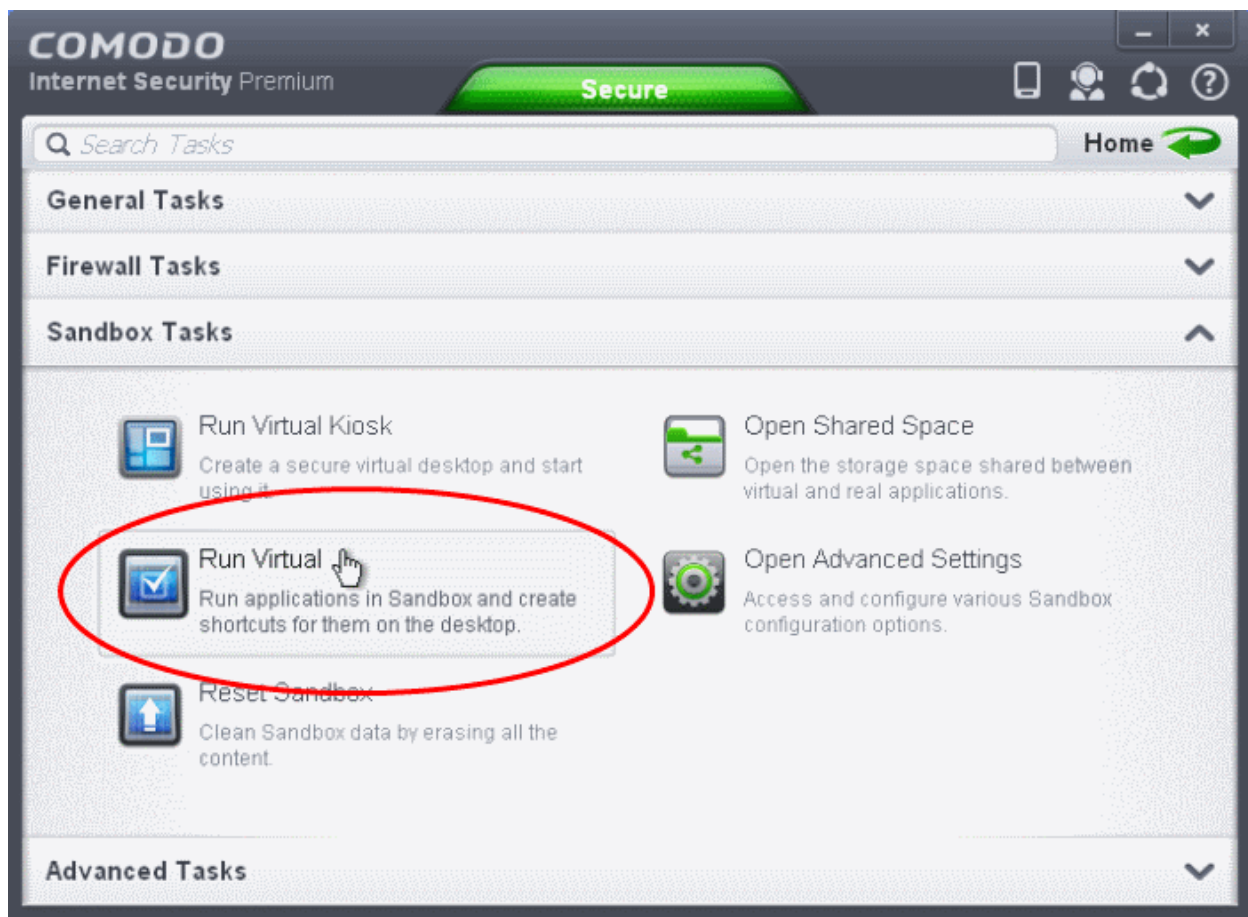 COMODO
Internet Security Premium
Secure
Search Tasks
Home
General Tasks
Firewall Tasks
Sandbox Tasks
Run Virtual Kiosk
Create a secure virtual desktop and start
using it.
Open Shared Space
Open the storage space shared between
virtual and real applications.
Run Virtual
Run applications in Sandbox and create
shortcuts for them on the desktop.
Open Advanced Settings
Access and configure various Sandbox
configuration options.
Reset Sandbox
Clean Sandbox data by erasing all the
content.
Advanced Tasks